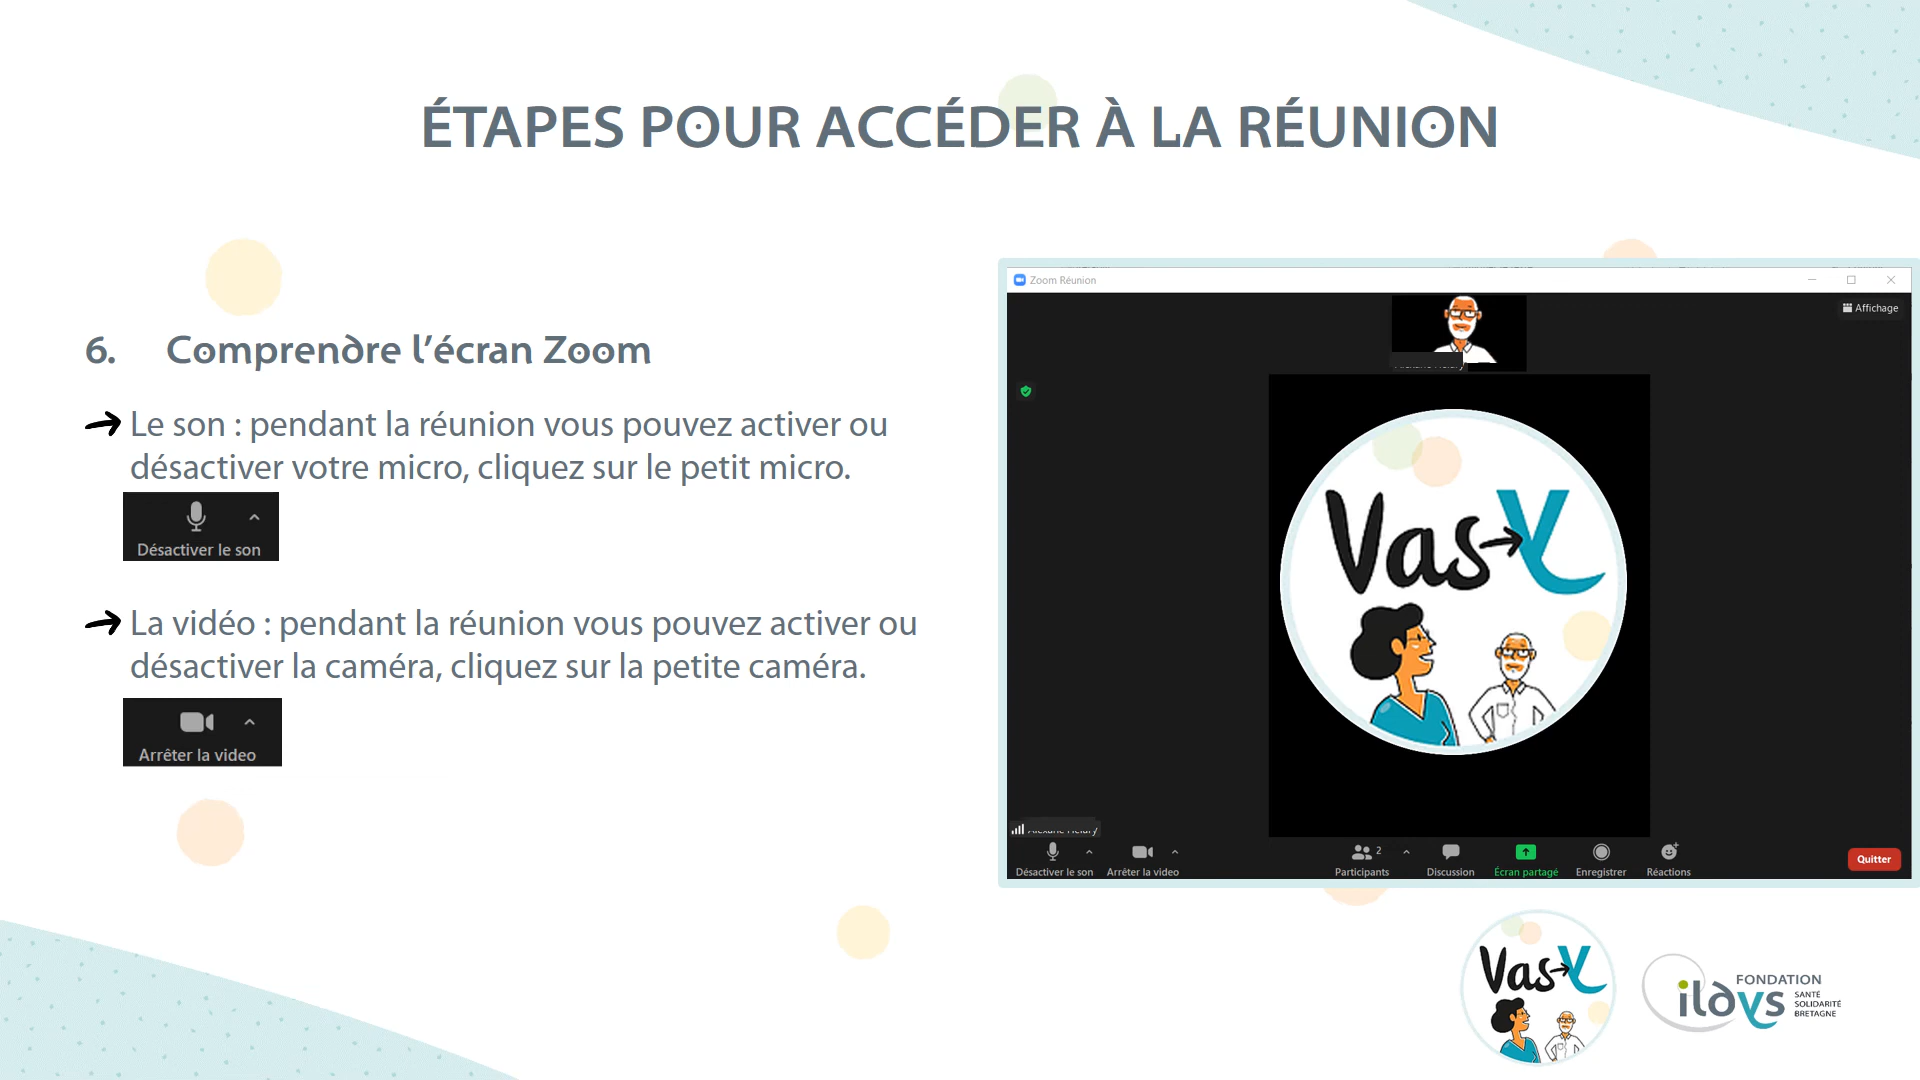 ÉTAPES POUR ACCÉDER À LA RÉUNION
6. Comprendre l’écran Zoom
Le son : pendant la réunion vous pouvez activer ou
désactiver votre micro, cliquez sur le petit micro.
Désactiver le son
La vidéo : pendant la réunion vous pouvez activer ou
désactiver la caméra, cliquez sur la petite caméra.
Arrêter la video
Zoom Réunion
Affichage
Vas-Y
Désactiver le son
Arrêter la video
2
Participants
Discussion
Écran partagé
Enregistrer
Réactions
Quitter
Vas-Y
FONDATION
ildys
SANTÉ
SOLIDARITÉ
BRETAGNE